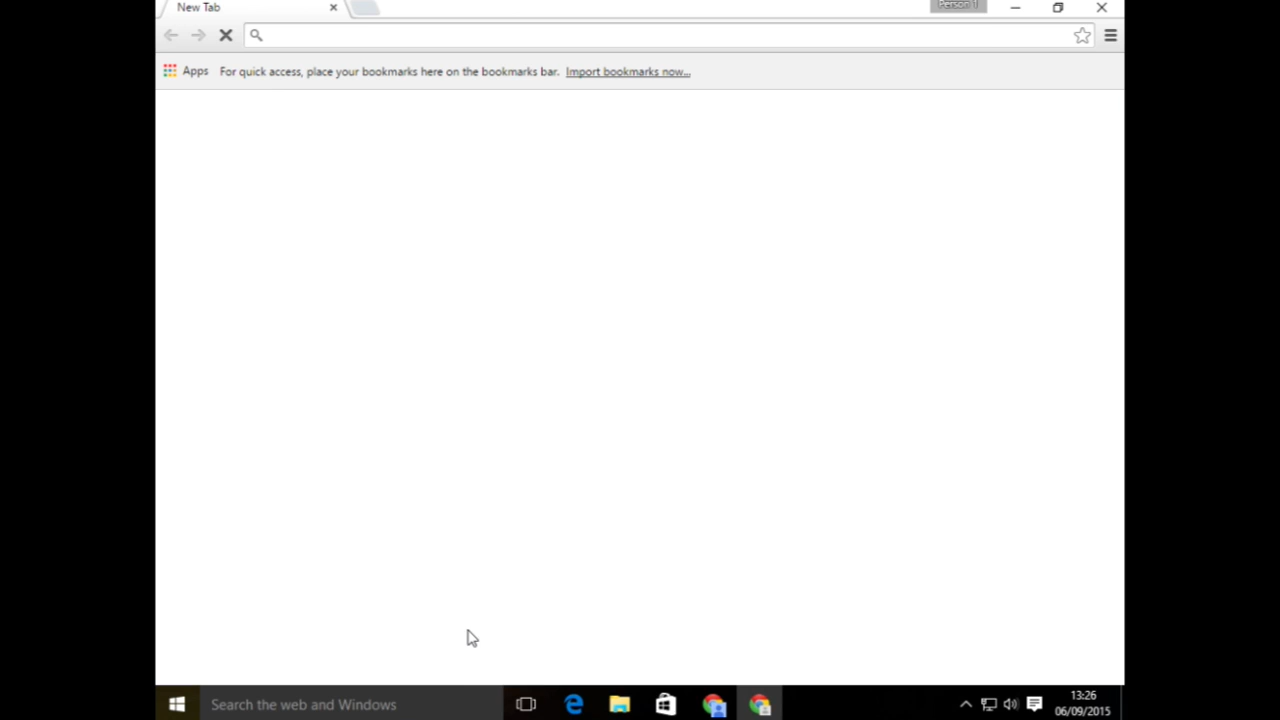 New Tab
Person 1
Apps For quick access, place your bookmarks here on the bookmarks bar. Import bookmarks now...
Search the web and Windows
13:26
06/09/2015